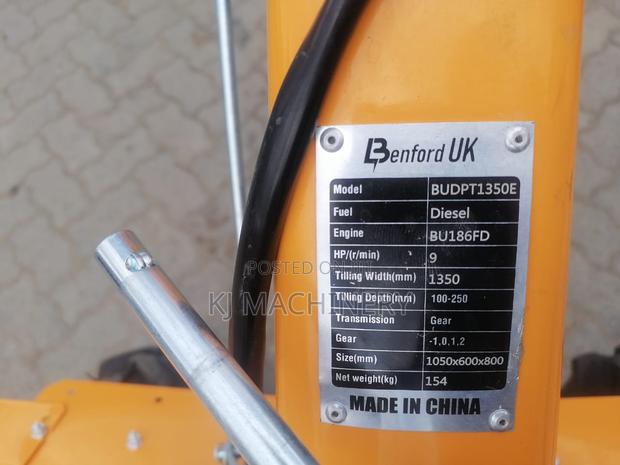 Benford UK
Model BUDPT1350E
Fuel Diesel
Engine BU186FD
HP/(r/min) 9
Tilling Width(mm) 1350
Tilling Depth(mm) 100-250
Transmission Gear
Gear -1,0,1,2
Size(mm) 1050x600x800
Net weight(kg) 154
MADE IN CHINA
POSTED ON
KJ MACHINERY